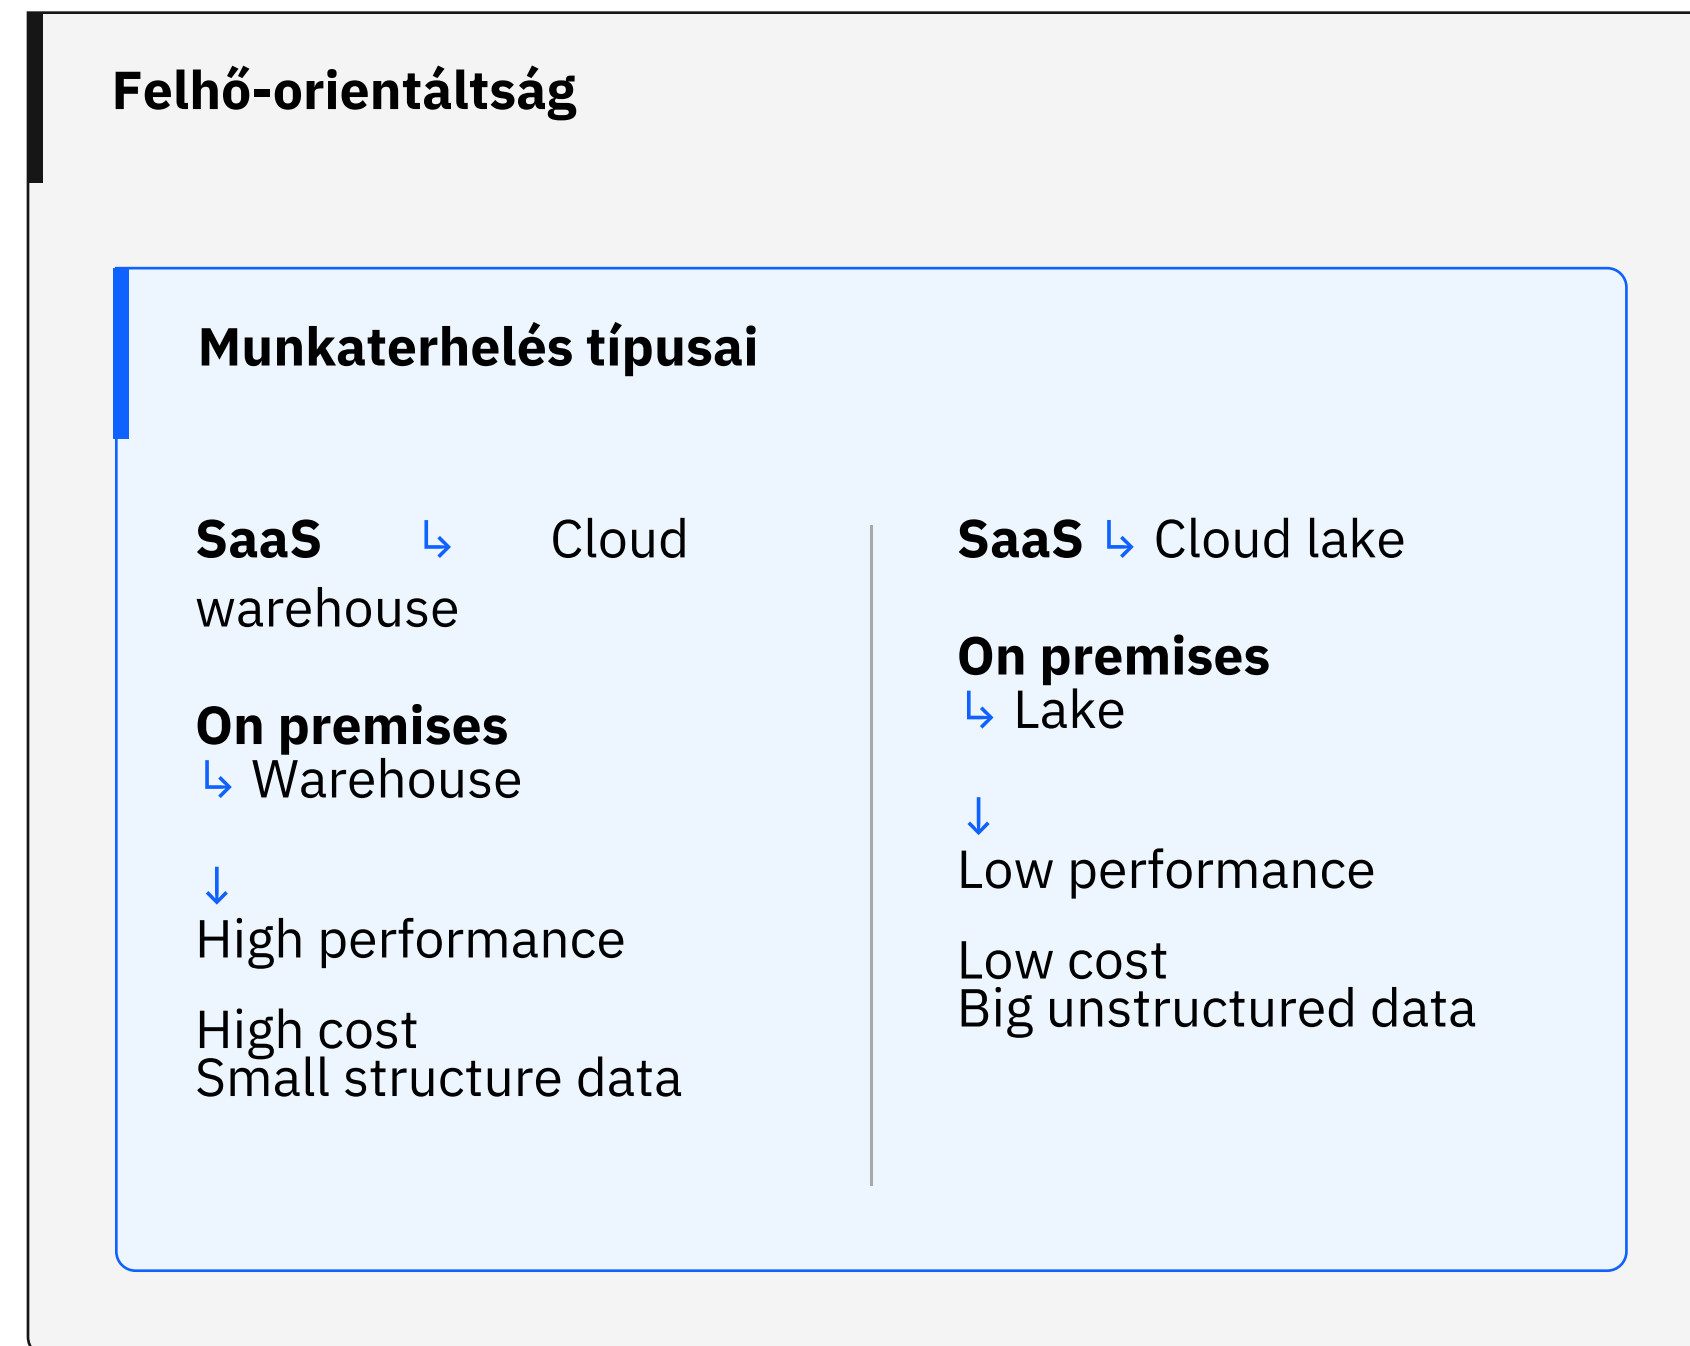 Felhő-orientáltság
Munkaterhelés típusai
SaaS ↳ Cloud
warehouse
On premises
↳ Warehouse
↓
High performance
High cost
Small structure data
SaaS ↳ Cloud lake
On premises
↳ Lake
↓
Low performance
Low cost
Big unstructured data